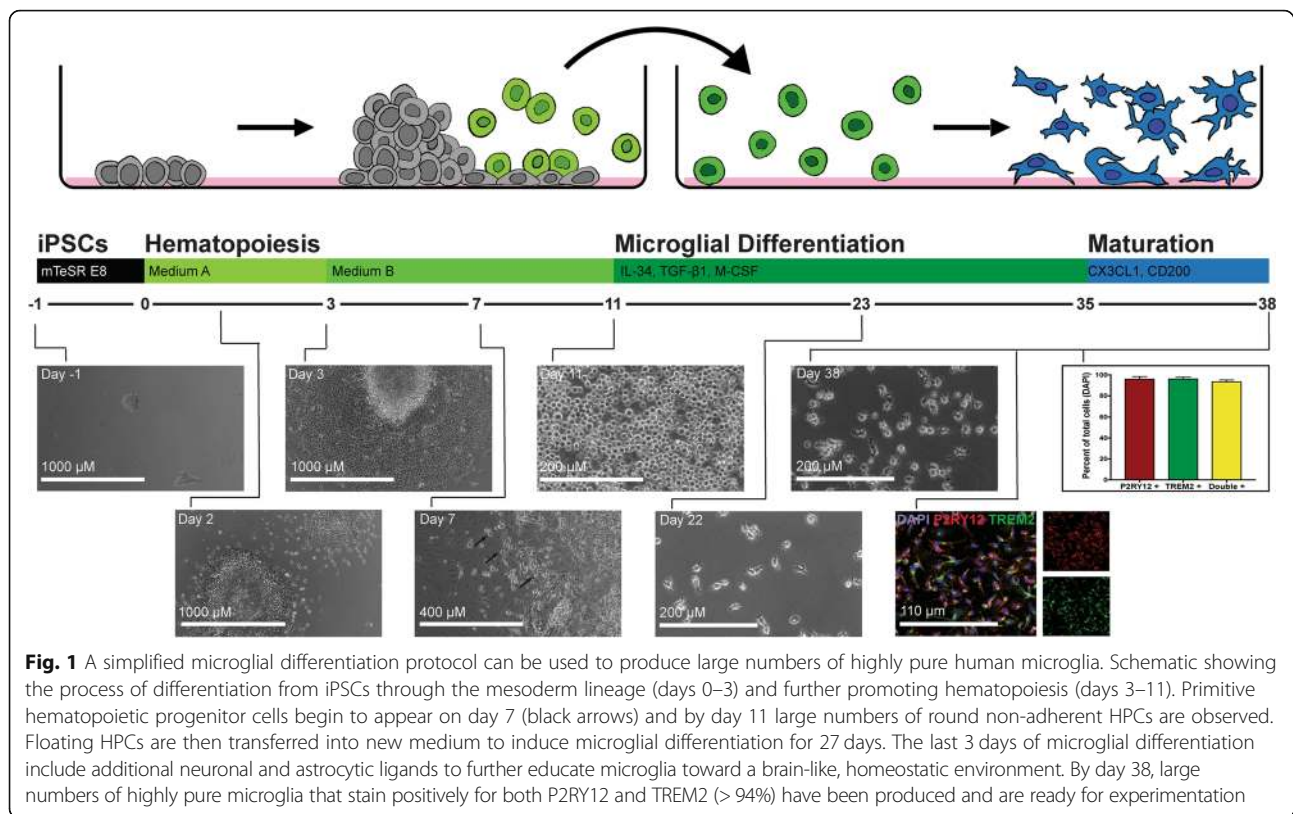 iPSCs
Hematopoiesis
Microglial Differentiation
Maturation
mTeSR E8
Medium A
Medium B
IL-34, TGF-β1, M-CSF
CX3CL1, CD200
-1
0
3
7
11
23
35
38
Day -1
1000 µM
Day 3
1000 µM
Day 11
200 µM
Day 38
200 µM
Percent of total cells (DAPI)
100
80
60
40
20
0
P2RY12 +
TREM2 +
Double +
Day 2
1000 µM
Day 7
400 µM
Day 22
200 µM
DAPI P2RY12 TREM2
110 µm
Fig. 1 A simplified microglial differentiation protocol can be used to produce large numbers of highly pure human microglia. Schematic showing
the process of differentiation from iPSCs through the mesoderm lineage (days 0–3) and further promoting hematopoiesis (days 3–11). Primitive
hematopoietic progenitor cells begin to appear on day 7 (black arrows) and by day 11 large numbers of round non-adherent HPCs are observed.
Floating HPCs are then transferred into new medium to induce microglial differentiation for 27 days. The last 3 days of microglial differentiation
include additional neuronal and astrocytic ligands to further educate microglia toward a brain-like, homeostatic environment. By day 38, large
numbers of highly pure microglia that stain positively for both P2RY12 and TREM2 (> 94%) have been produced and are ready for experimentation